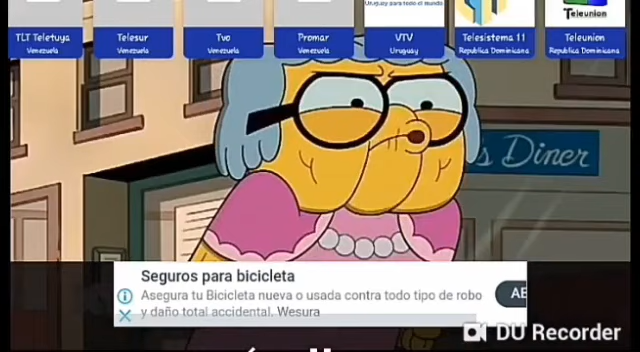 Uruguay para todo el mundo
Teleunion
TLT Teletuya
Venezuela
Telesur
Venezuela
Tvo
Venezuela
Promar
Venezuela
VTV
Uruguay
Telesistema 11
Republica Dominicana
Teleunion
Republica Dominicana
s Diner
Seguros para bicicleta
Asegura tu Bicicleta nueva o usada contra todo tipo de robo
y daño total accidental. Wesura
AB
DU Recorder